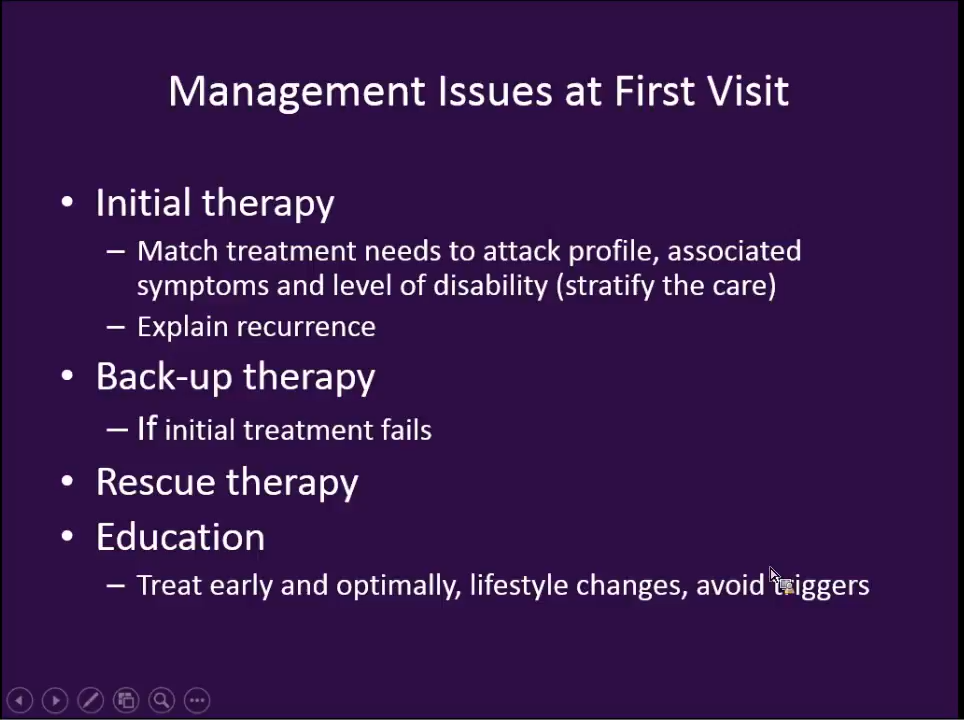 Management Issues at First Visit
• Initial therapy
– Match treatment needs to attack profile, associated
symptoms and level of disability (stratify the care)
– Explain recurrence
• Back-up therapy
– If initial treatment fails
• Rescue therapy
• Education
– Treat early and optimally, lifestyle changes, avoid triggers